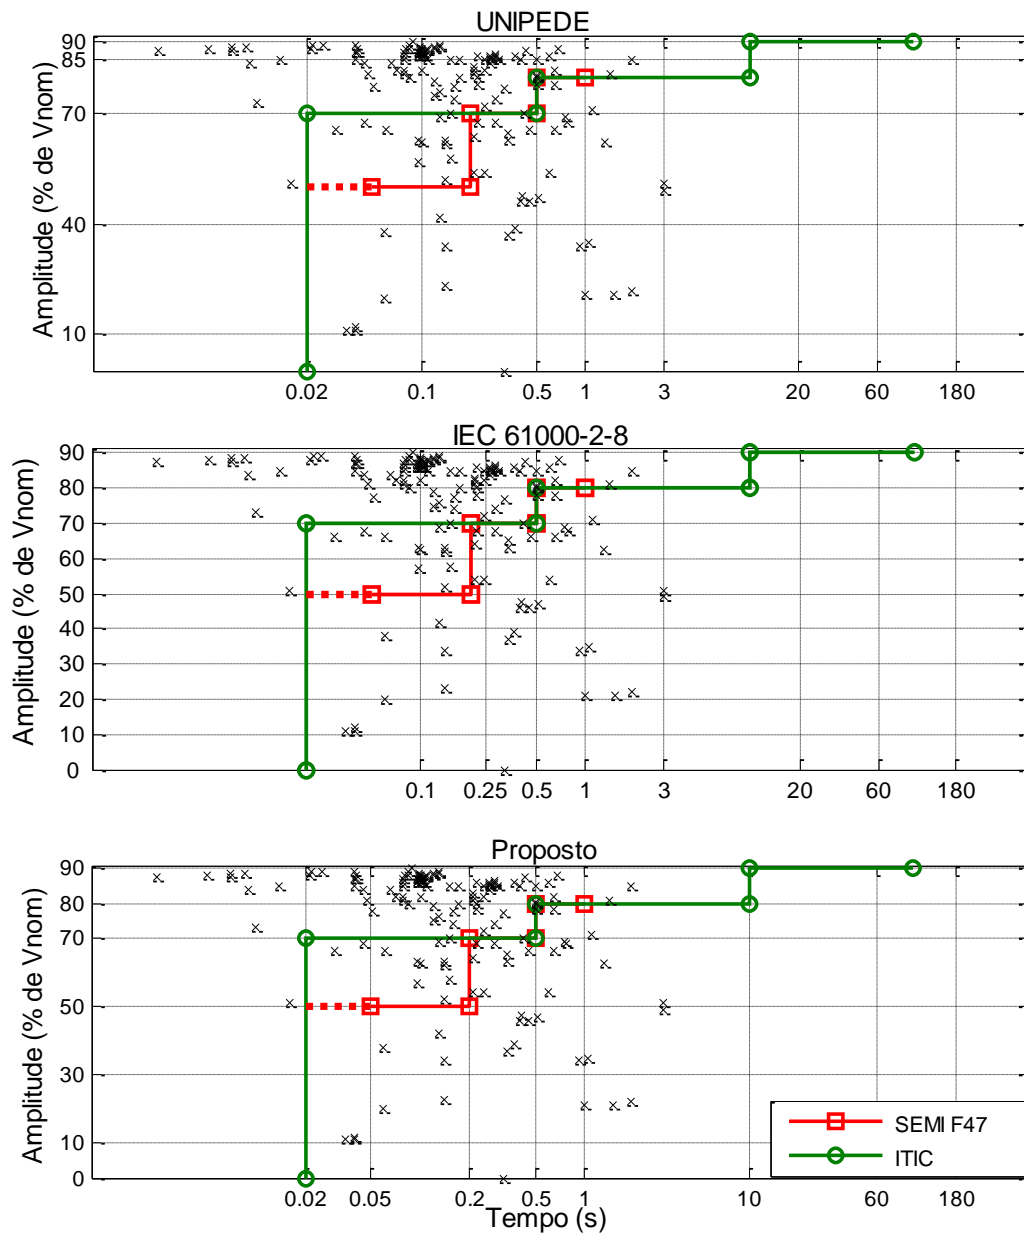 UNIPEDE
90
85
70
40
10
Amplitude (% de Vnom)
0.02 0.1 0.5 1 3 20 60 180
IEC 61000-2-8
90
80
70
60
50
40
30
20
10
0
Amplitude (% de Vnom)
0.1 0.25 0.5 1 3 20 60 180
Proposto
90
80
70
50
30
10
0
Amplitude (% de Vnom)
SEMI F47
ITIC
0.02 0.05 0.2 0.5 1 10 60 180
Tempo (s)